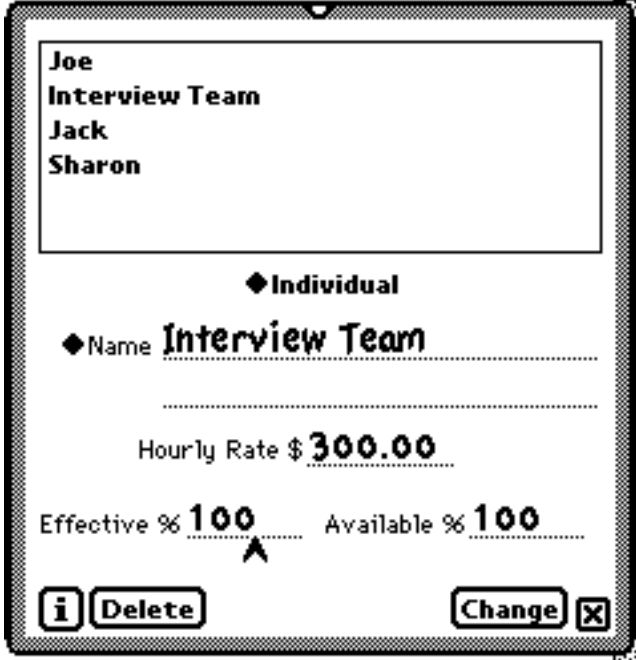 Joe
Interview Team
Jack
Sharon
◆Individual
◆Name Interview Team
Hourly Rate $ 300.00
Effective % 100 Available % 100
i Delete Change X